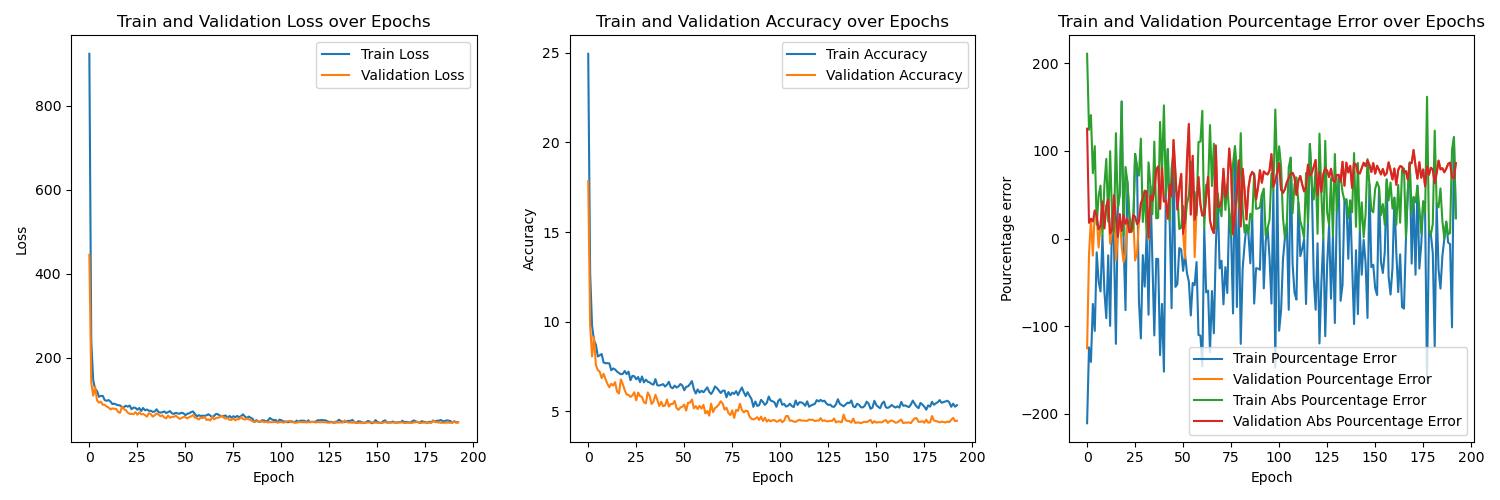 Train and Validation Loss over Epochs
Loss
800
600
400
200
0
25
50
75
100
125
150
175
200
Epoch
Train Loss
Validation Loss
Train and Validation Accuracy over Epochs
Accuracy
25
20
15
10
5
0
25
50
75
100
125
150
175
200
Epoch
Train Accuracy
Validation Accuracy
Train and Validation Pourcentage Error over Epochs
Pourcentage error
200
100
0
−100
−200
0
25
50
75
100
125
150
175
200
Epoch
Train Pourcentage Error
Validation Pourcentage Error
Train Abs Pourcentage Error
Validation Abs Pourcentage Error